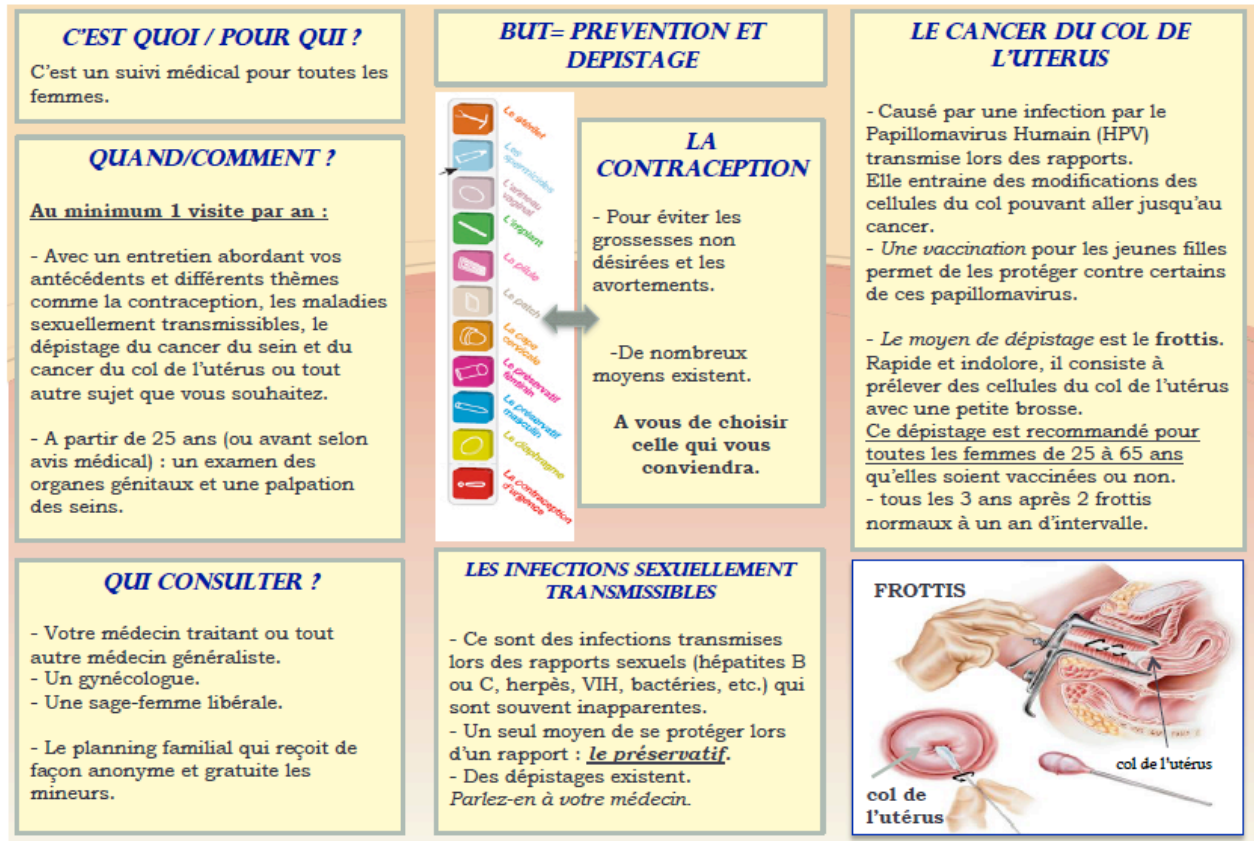 C'EST QUOI / POUR QUI ?
C'est un suivi médical pour toutes les
femmes.
QUAND/COMMENT ?
Au minimum 1 visite par an :
- Avec un entretien abordant vos
antécédents et différents thèmes
comme la contraception, les maladies
sexuellement transmissibles, le
dépistage du cancer du sein et du
cancer du col de l'utérus ou tout
autre sujet que vous souhaitez.
- A partir de 25 ans (ou avant selon
avis médical) : un examen des
organes génitaux et une palpation
des seins.
QUI CONSULTER ?
- Votre médecin traitant ou tout
autre médecin généraliste.
- Un gynécologue.
- Une sage-femme libérale.
- Le planning familial qui reçoit de
façon anonyme et gratuite les
mineurs.
BUT= PREVENTION ET
DEPISTAGE
Le stérilet
Les
spermicides
L'anneau
vaginal
L'implant
La pilule
Le patch
La cape
cervicale
Le préservatif
féminin
Le préservatif
masculin
Le diaphragme
La contraception
d'urgence
LA
CONTRACEPTION
- Pour éviter les
grossesses non
désirées et les
avortements.
-De nombreux
moyens existent.
A vous de choisir
celle qui vous
conviendra.
LES INFECTIONS SEXUELLEMENT
TRANSMISSIBLES
- Ce sont des infections transmises
lors des rapports sexuels (hépatites B
ou C, herpès, VIH, bactéries, etc.) qui
sont souvent inapparentes.
- Un seul moyen de se protéger lors
d'un rapport : le préservatif.
- Des dépistages existent.
Parlez-en à votre médecin.
LE CANCER DU COL DE
L'UTERUS
- Causé par une infection par le
Papillomavirus Humain (HPV)
transmise lors des rapports.
Elle entraine des modifications des
cellules du col pouvant aller jusqu'au
cancer.
- Une vaccination pour les jeunes filles
permet de les protéger contre certains
de ces papillomavirus.
- Le moyen de dépistage est le frottis.
Rapide et indolore, il consiste à
prélever des cellules du col de l'utérus
avec une petite brosse.
Ce dépistage est recommandé pour
toutes les femmes de 25 à 65 ans
qu'elles soient vaccinées ou non.
- tous les 3 ans après 2 frottis
normaux à un an d'intervalle.
FROTTIS
col de l'utérus
col de
l'utérus